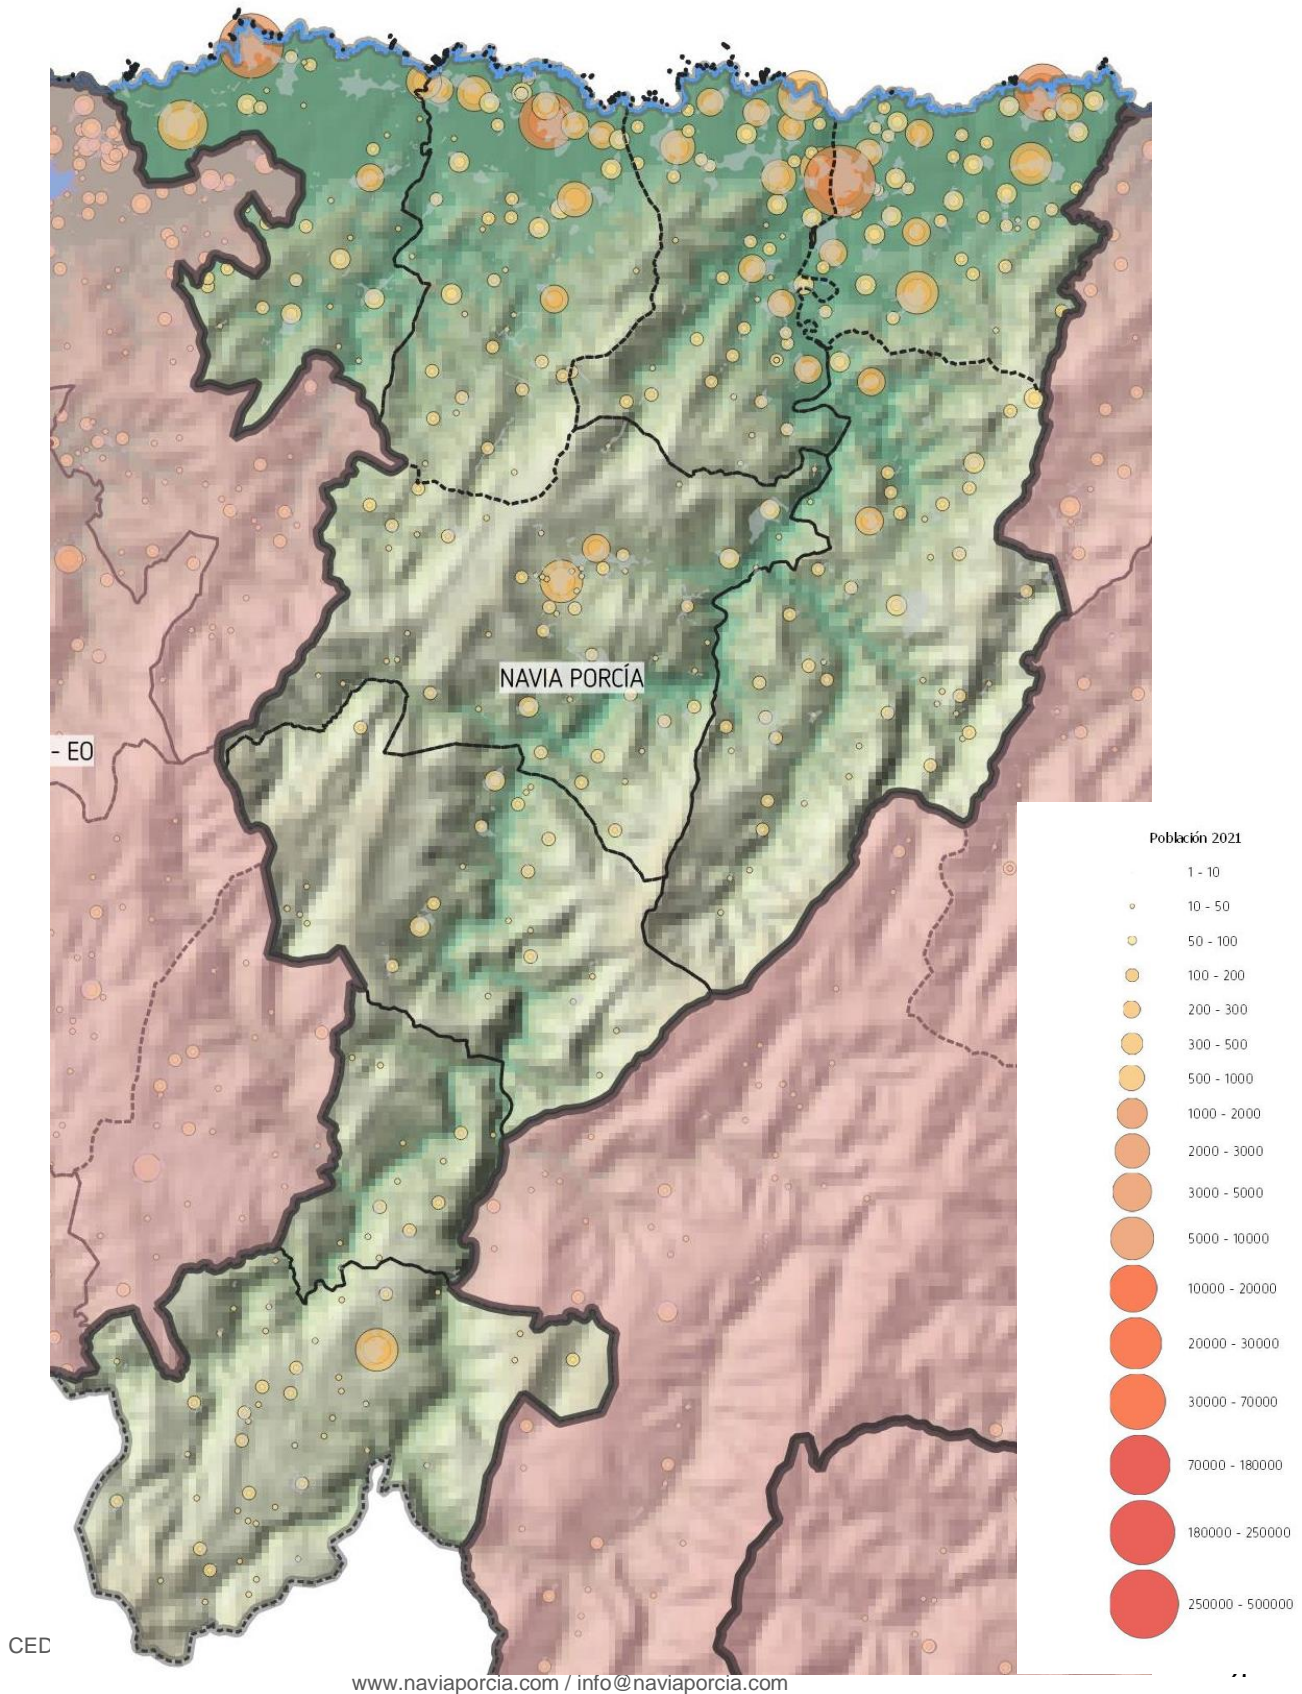 NAVIA PORCÍA
- EO
Población 2021
1 - 10
10 - 50
50 - 100
100 - 200
200 - 300
300 - 500
500 - 1000
1000 - 2000
2000 - 3000
3000 - 5000
5000 - 10000
10000 - 20000
20000 - 30000
30000 - 70000
70000 - 180000
180000 - 250000
250000 - 500000
CED
www.naviaporcia.com / info@naviaporcia.com